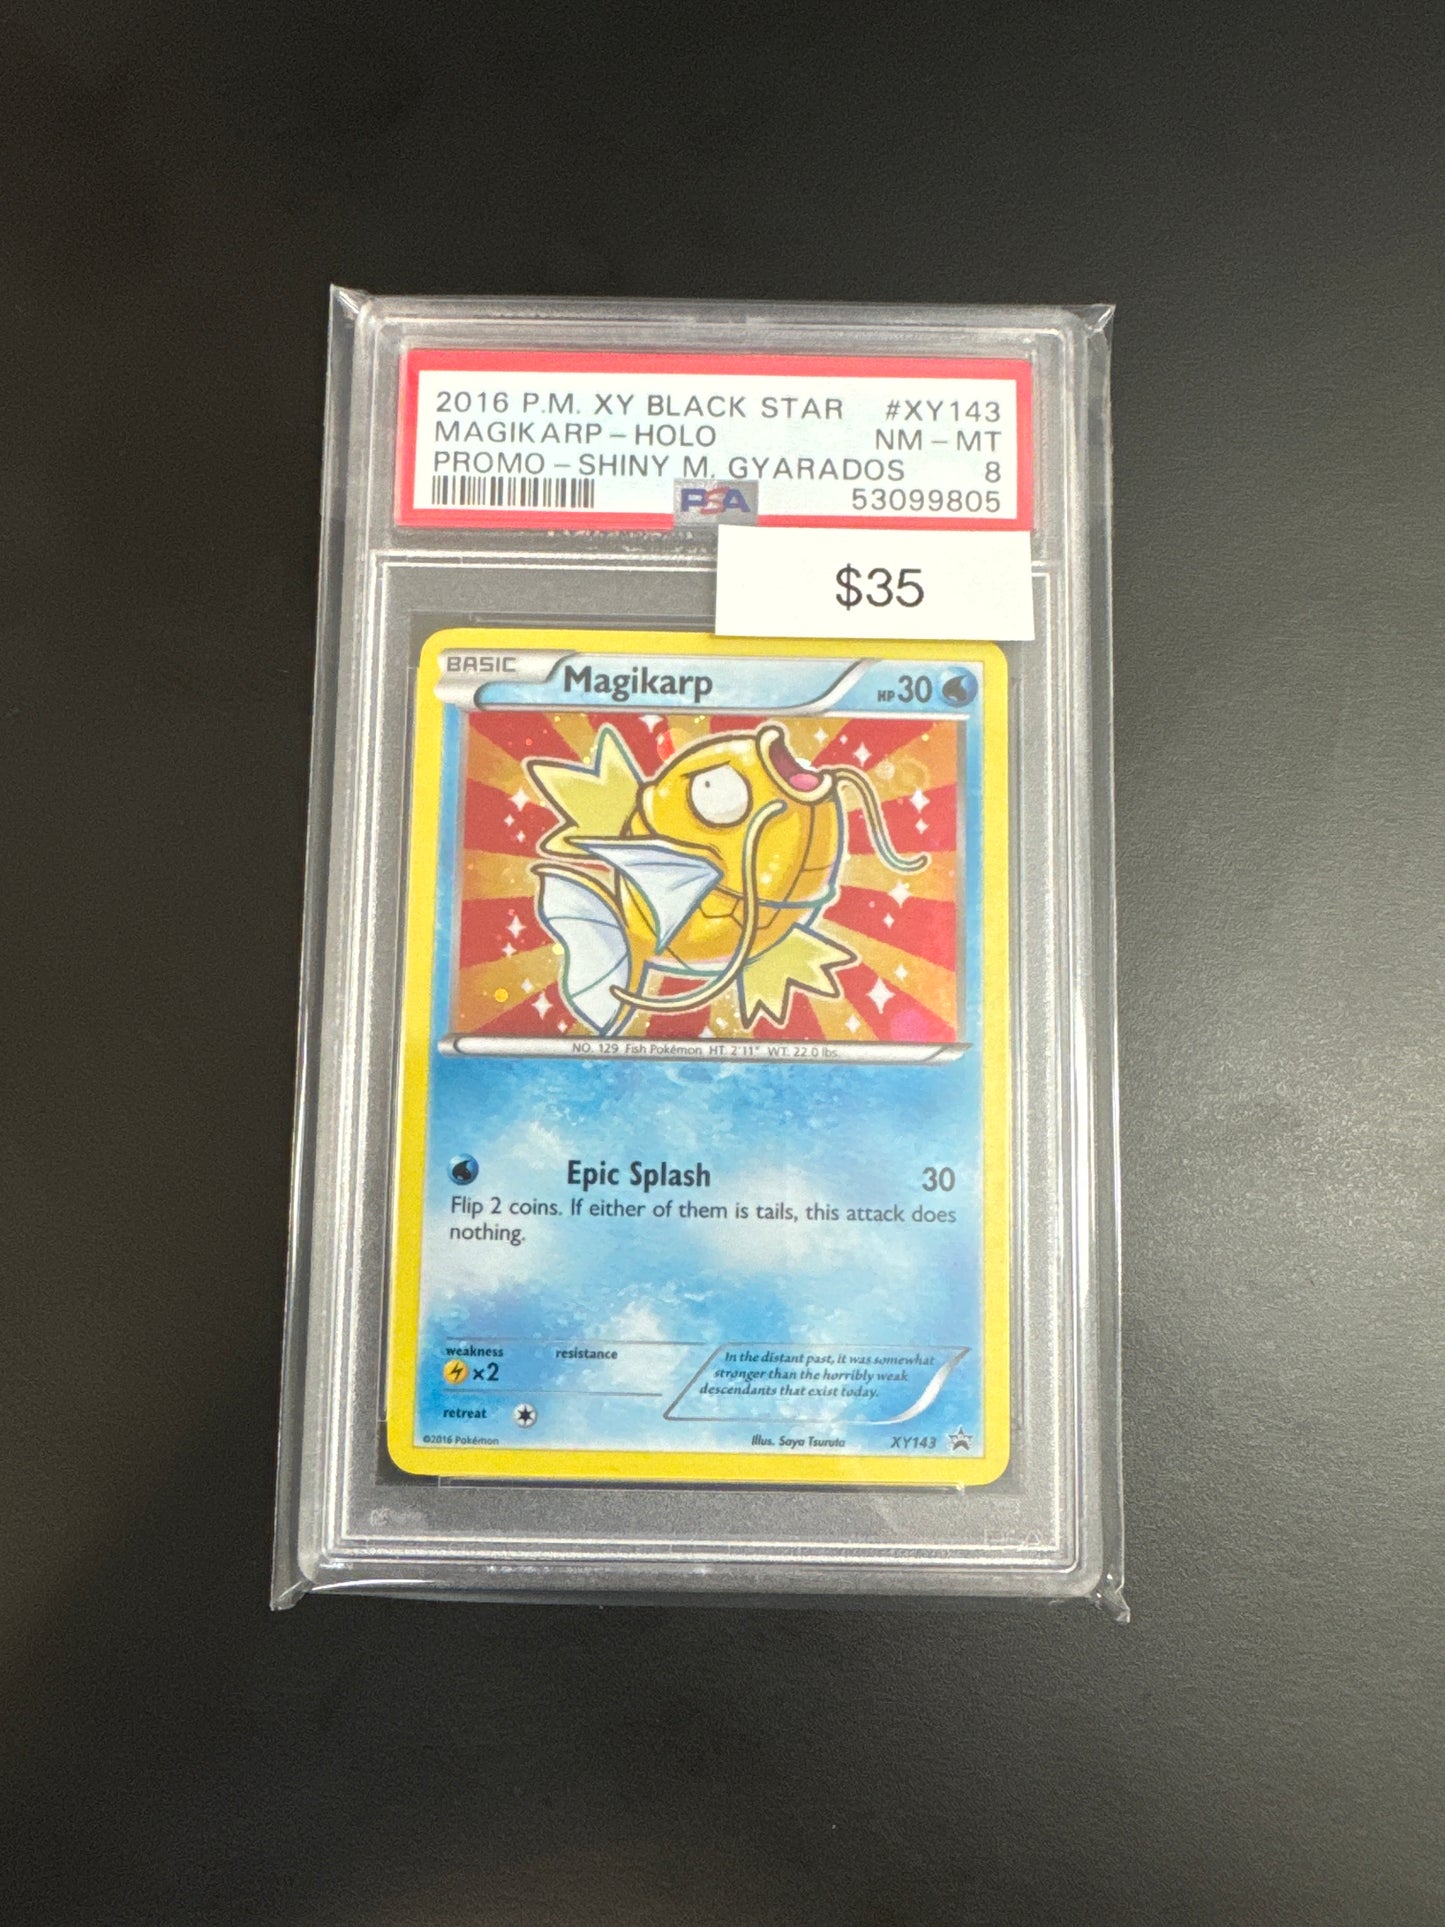 2016 P.M. XY BLACK STAR #XY143
MAGIKARP-HOLO NM-MT
PROMO-SHINY M. GYARADOS 8
PSA 53099805
$35
BASIC Magikarp HP 30
NO. 129 Fish Pokémon HT. 2'11" WT. 22.0 lbs.
Epic Splash 30
Flip 2 coins. If either of them is tails, this attack does
nothing.
weakness resistance
×2
In the distant past, it was somewhat
stronger than the horribly weak
descendants that exist today.
retreat
©2016 Pokémon Illus. Saya Tsuruta XY143
PSA